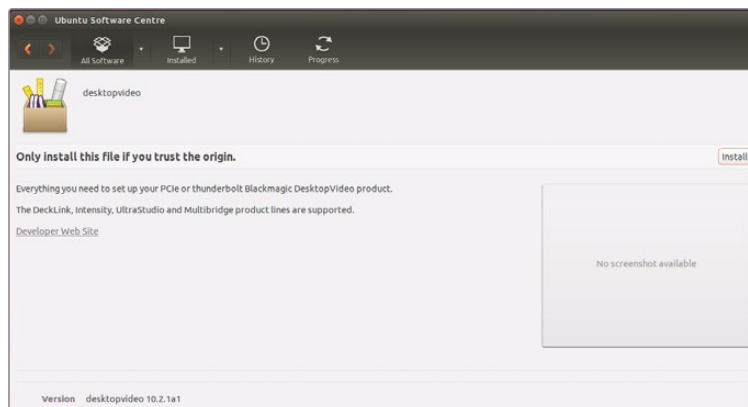 Ubuntu Software Centre
All Software
Installed
History
Progress
desktopvideo
Only install this file if you trust the origin.
Install
Everything you need to set up your PCIe or thunderbolt Blackmagic DesktopVideo product.
The DeckLink, Intensity, UltraStudio and Multibridge product lines are supported.
Developer Web Site
No screenshot available
Version desktopvideo 10.2.1a1